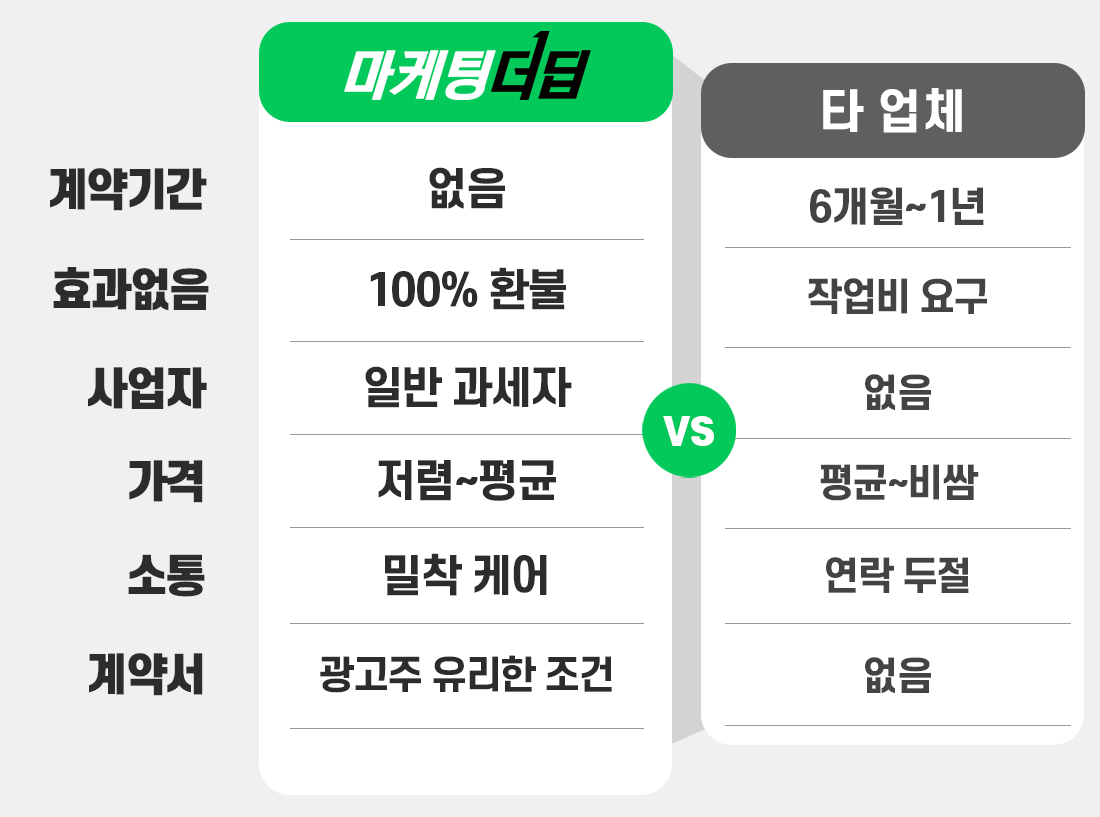 마케팅더딥
타 업체
계약기간 없음 6개월~1년
효과없음 100% 환불 작업비 요구
사업자 일반 과세자 없음
VS
가격 저렴~평균 평균~비쌈
소통 밀착 케어 연락 두절
계약서 광고주 유리한 조건 없음